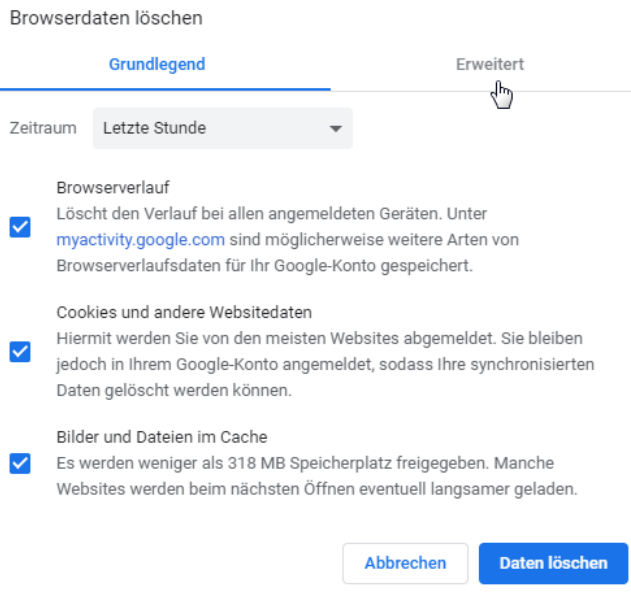 Browserdaten löschen
Grundlegend
Erweitert
Zeitraum
Letzte Stunde
Browserverlauf
Löscht den Verlauf bei allen angemeldeten Geräten. Unter
myactivity.google.com sind möglicherweise weitere Arten von
Browserverlaufsdaten für Ihr Google-Konto gespeichert.
Cookies und andere Websitedaten
Hiermit werden Sie von den meisten Websites abgemeldet. Sie bleiben
jedoch in Ihrem Google-Konto angemeldet, sodass Ihre synchronisierten
Daten gelöscht werden können.
Bilder und Dateien im Cache
Es werden weniger als 318 MB Speicherplatz freigegeben. Manche
Websites werden beim nächsten Öffnen eventuell langsamer geladen.
Abbrechen
Daten löschen